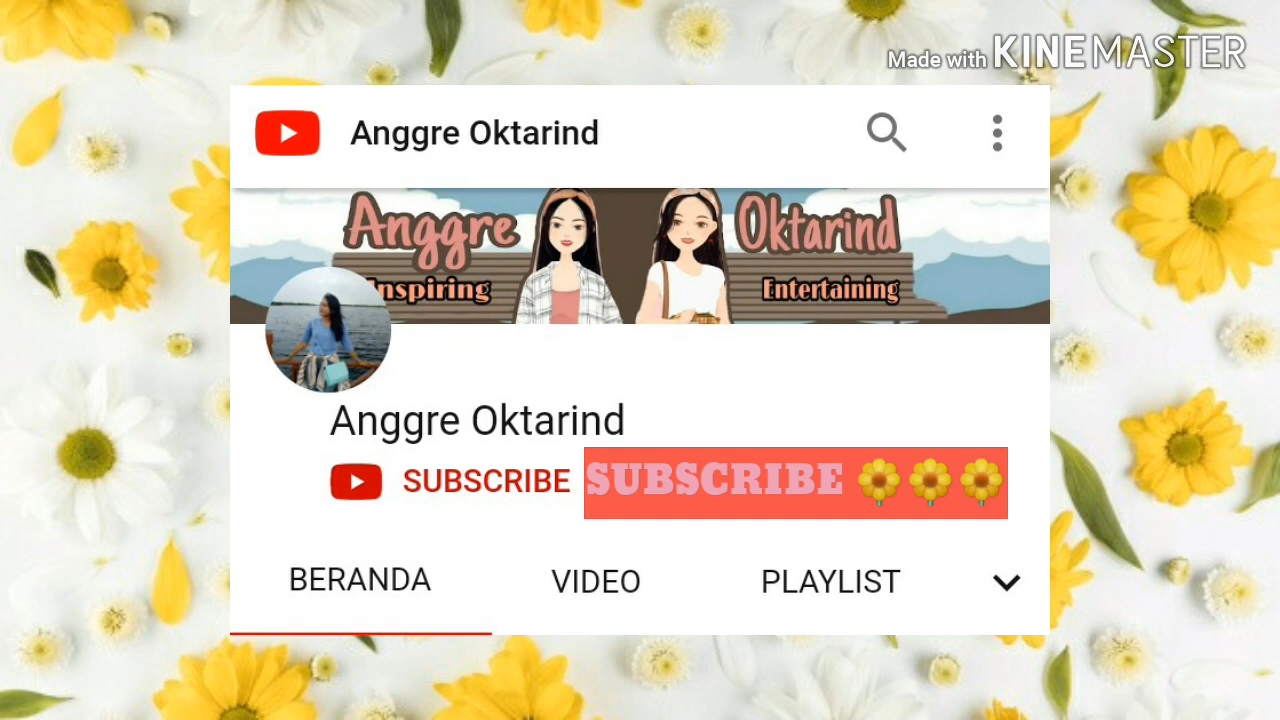 Made with KINEMASTER
Anggre Oktarind
Anggre Oktarind
Inspiring Entertaining
Anggre Oktarind
SUBSCRIBE SUBSCRIBE 🌼🌼🌼
BERANDA VIDEO PLAYLIST